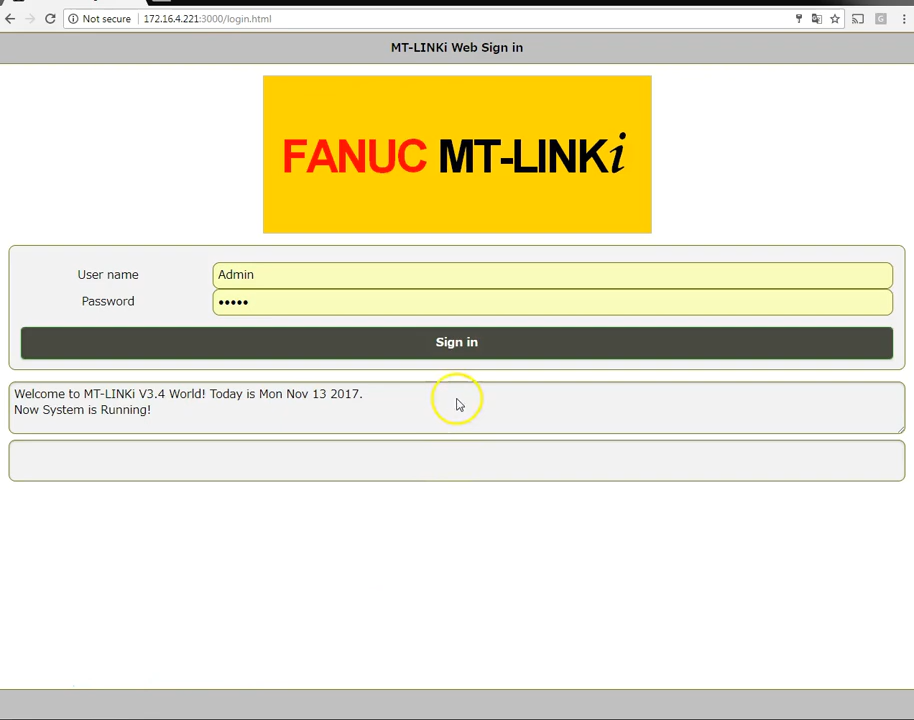 Not secure | 172.16.4.221:3000/login.html
MT-LINKi Web Sign in
FANUC MT-LINKi
User name
Admin
Password
•••••
Sign in
Welcome to MT-LINKi V3.4 World! Today is Mon Nov 13 2017.
Now System is Running!